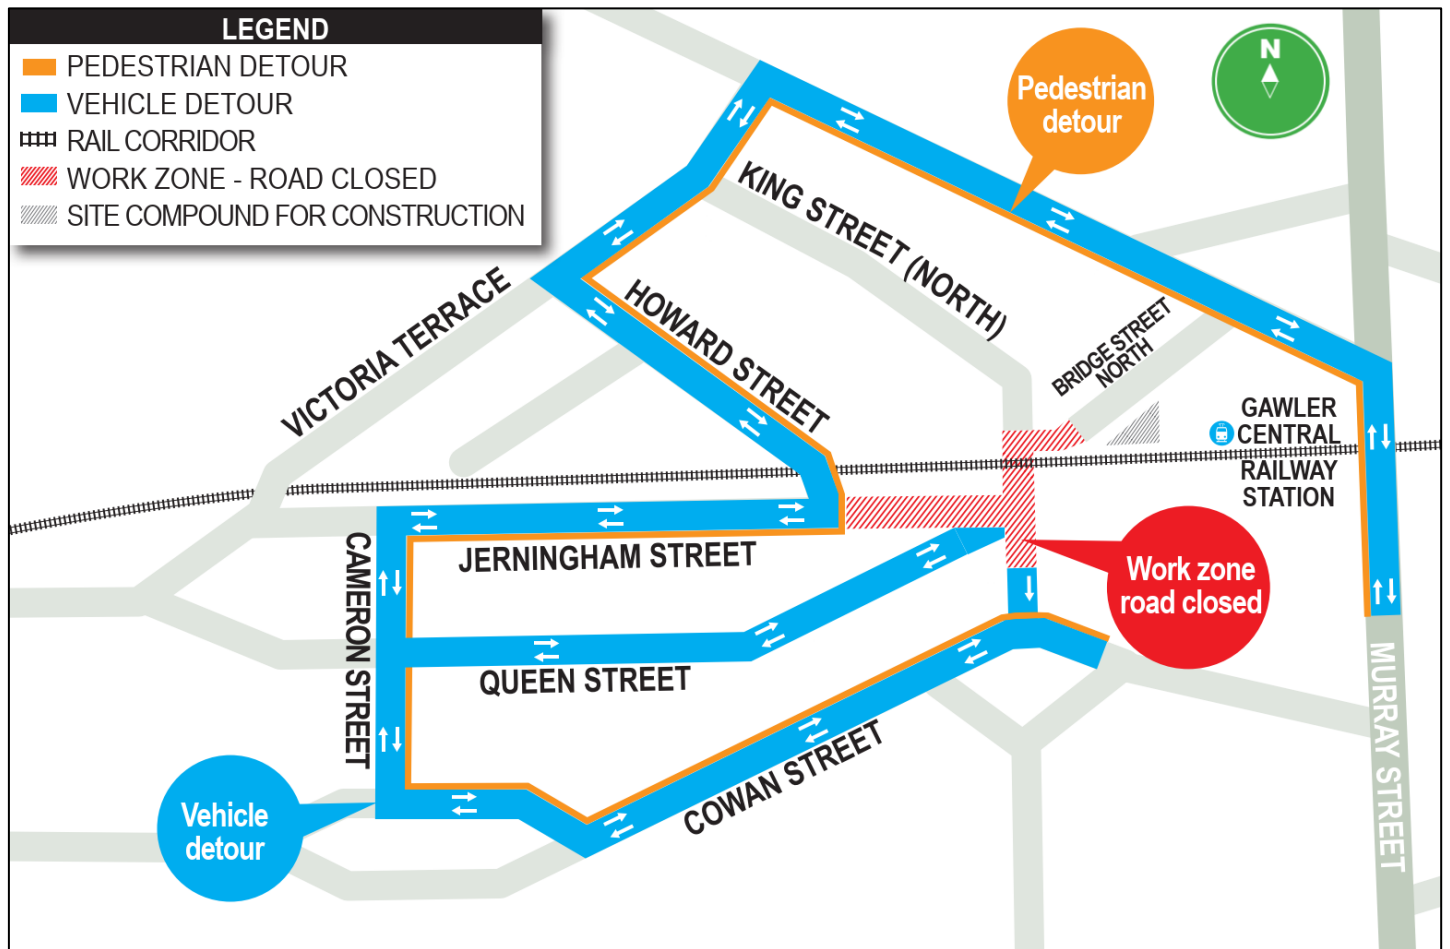 LEGEND
PEDESTRIAN DETOUR
VEHICLE DETOUR
RAIL CORRIDOR
WORK ZONE - ROAD CLOSED
SITE COMPOUND FOR CONSTRUCTION
N
Pedestrian
detour
KING STREET (NORTH)
VICTORIA TERRACE
HOWARD STREET
BRIDGE STREET
NORTH
GAWLER
CENTRAL
RAILWAY
STATION
JERNINGHAM STREET
CAMERON STREET
Work zone
road closed
QUEEN STREET
MURRAY STREET
COWAN STREET
Vehicle
detour